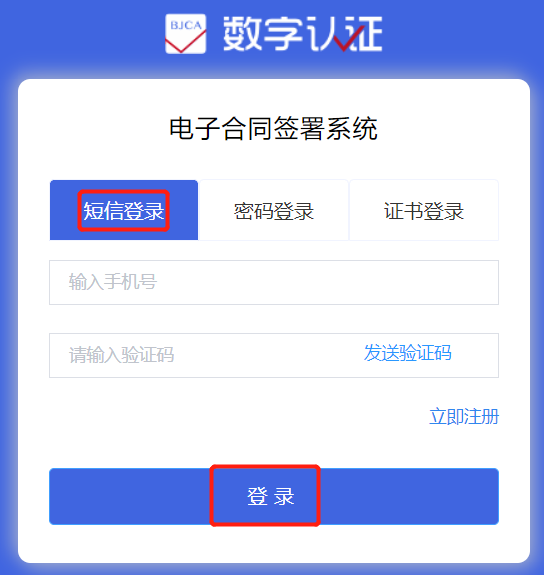 BJCA 数字认证
电子合同签署系统
短信登录 密码登录 证书登录
输入手机号
请输入验证码 发送验证码
立即注册
登 录